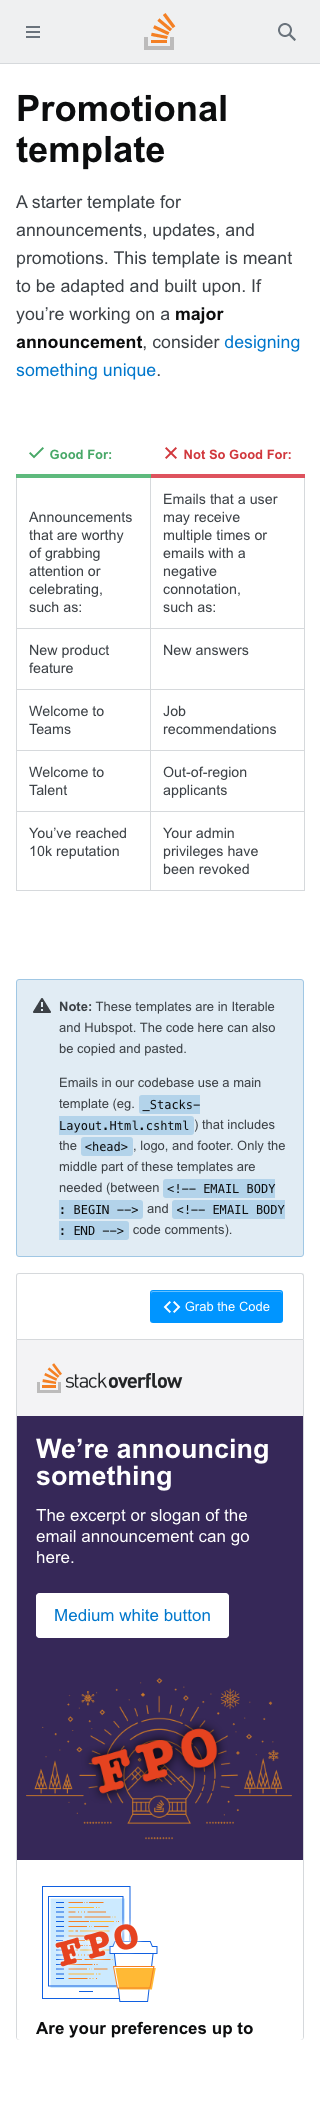 Promotional
template
A starter template for
announcements, updates, and
promotions. This template is meant
to be adapted and built upon. If
you’re working on a major
announcement, consider designing
something unique.
Good For:
Not So Good For:
Announcements
that are worthy
of grabbing
attention or
celebrating,
such as:
Emails that a user
may receive
multiple times or
emails with a
negative
connotation,
such as:
New product
feature
New answers
Welcome to
Teams
Job
recommendations
Welcome to
Talent
Out-of-region
applicants
You’ve reached
10k reputation
Your admin
privileges have
been revoked
Note: These templates are in Iterable
and Hubspot. The code here can also
be copied and pasted.
Emails in our codebase use a main
template (eg. _Stacks-
Layout.Html.cshtml) that includes
the <head>, logo, and footer. Only the
middle part of these templates are
needed (between <!-- EMAIL BODY
: BEGIN --> and <!-- EMAIL BODY
: END --> code comments).
Grab the Code
stackoverflow
We’re announcing
something
The excerpt or slogan of the
email announcement can go
here.
Medium white button
FPO
FPO
Are your preferences up to